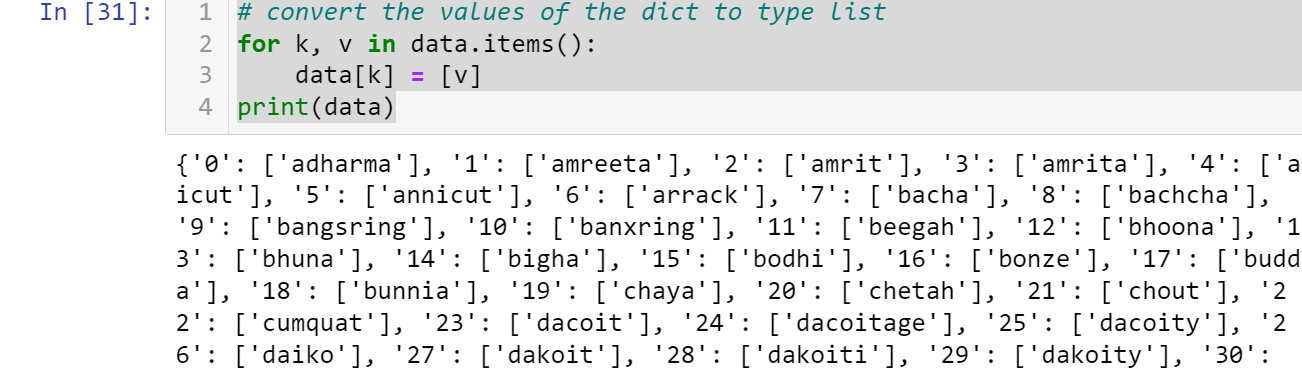 In [31]: 1 # convert the values of the dict to type list
2 for k, v in data.items():
3     data[k] = [v]
4 print(data)
{'0': ['adharma'], '1': ['amreeta'], '2': ['amrit'], '3': ['amrita'], '4': ['a
icut'], '5': ['annicut'], '6': ['arrack'], '7': ['bacha'], '8': ['bachcha'],
'9': ['bangsring'], '10': ['banxring'], '11': ['beegah'], '12': ['bhoona'], '1
3': ['bhuna'], '14': ['bigha'], '15': ['bodhi'], '16': ['bonze'], '17': ['budd
a'], '18': ['bunnia'], '19': ['chaya'], '20': ['chetah'], '21': ['chout'], '2
2': ['cumquat'], '23': ['dacoit'], '24': ['dacoitage'], '25': ['dacoity'], '2
6': ['daiko'], '27': ['dakoit'], '28': ['dakoiti'], '29': ['dakoity'], '30':